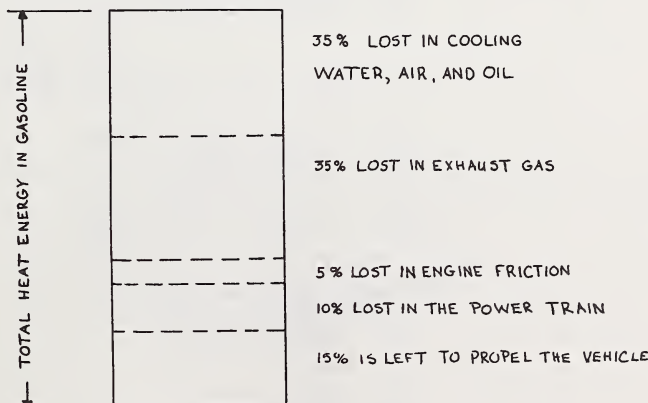 TOTAL HEAT ENERGY IN GASOLINE
35% LOST IN COOLING
WATER, AIR, AND OIL
35% LOST IN EXHAUST GAS
5% LOST IN ENGINE FRICTION
10% LOST IN THE POWER TRAIN
15% IS LEFT TO PROPEL THE VEHICLE